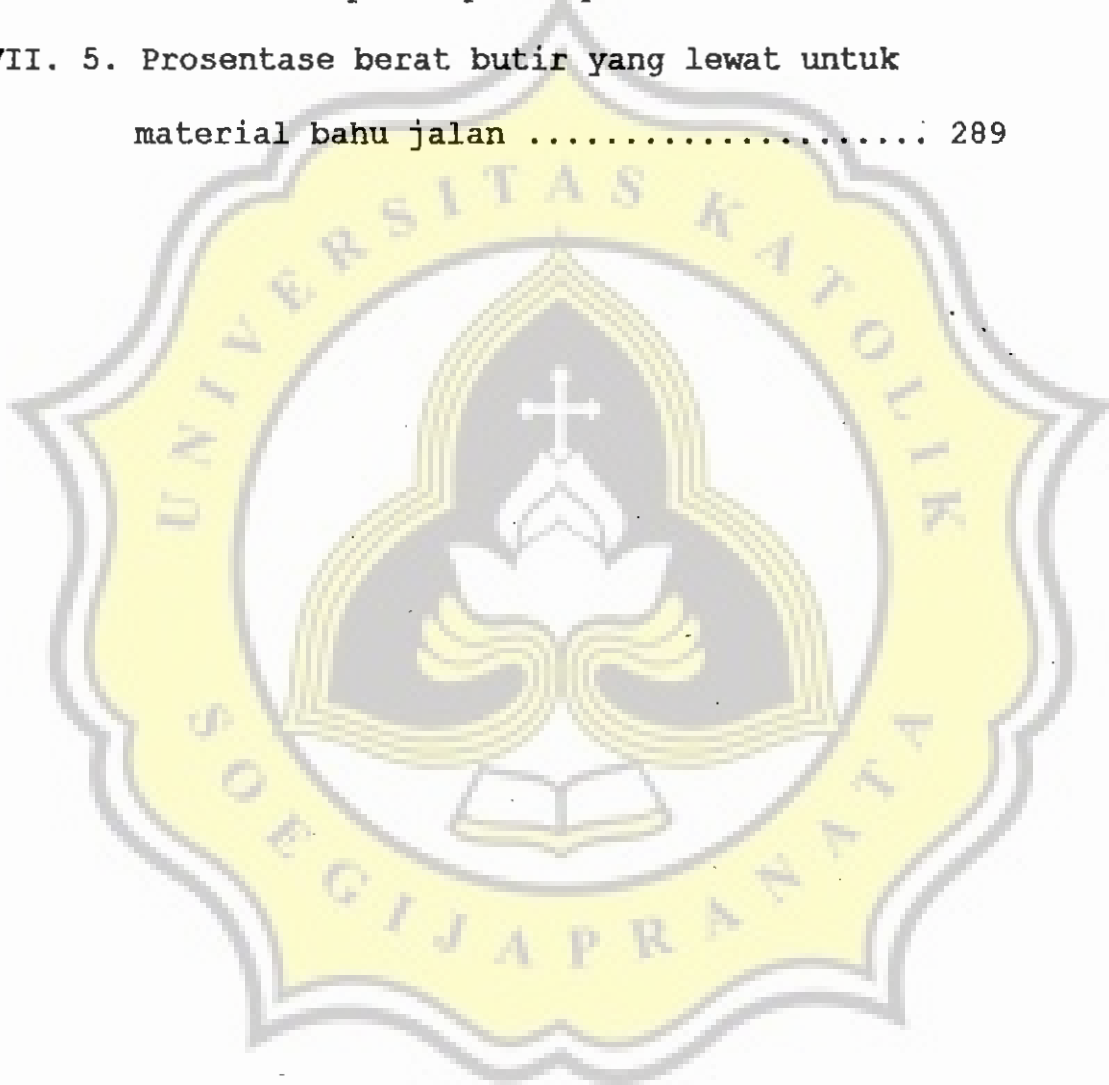 VII. 5. Prosentase berat butir yang lewat untuk
material bahu jalan ..................... 289
UNIVERSITAS KATOLIK
SOEGIJAPRANATA